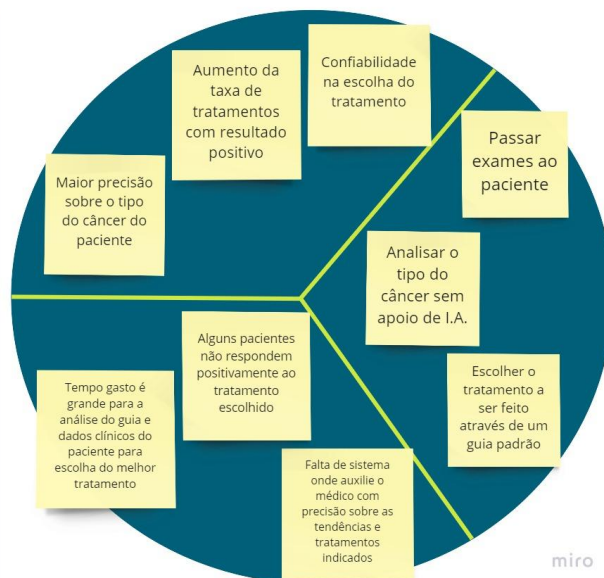 Aumento da
taxa de
tratamentos
com resultado
positivo
Confiabilidade
na escolha do
tratamento
Maior precisão
sobre o tipo
do câncer do
paciente
Passar
exames ao
paciente
Analisar o
tipo do
câncer sem
apoio de I.A.
Escolher o
tratamento a
ser feito
através de um
guia padrão
Alguns pacientes
não respondem
positivamente ao
tratamento
escolhido
Tempo gasto é
grande para a
análise do guia e
dados clínicos do
paciente para
escolha do melhor
tratamento
Falta de sistema
onde auxilie o
médico com
precisão sobre as
tendências e
tratamentos
indicados
miro